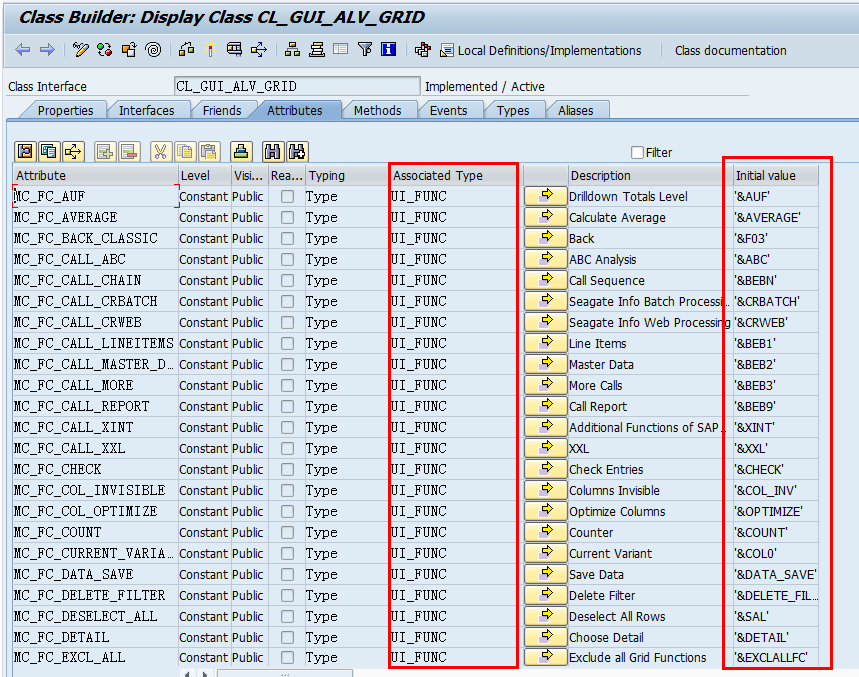 Class Builder: Display Class CL_GUI_ALV_GRID
Local Definitions/Implementations Class documentation
Class Interface CL_GUI_ALV_GRID Implemented / Active
Properties Interfaces Friends Attributes Methods Events Types Aliases
Filter
Attribute Level Visi... Rea... Typing Associated Type Description Initial value
MC_FC_AUF Constant Public Type UI_FUNC Drilldown Totals Level '&AUF'
MC_FC_AVERAGE Constant Public Type UI_FUNC Calculate Average '&AVERAGE'
MC_FC_BACK_CLASSIC Constant Public Type UI_FUNC Back '&F03'
MC_FC_CALL_ABC Constant Public Type UI_FUNC ABC Analysis '&ABC'
MC_FC_CALL_CHAIN Constant Public Type UI_FUNC Call Sequence '&BEBN'
MC_FC_CALL_CRBATCH Constant Public Type UI_FUNC Seagate Info Batch Processi... '&CRBATCH'
MC_FC_CALL_CRWEB Constant Public Type UI_FUNC Seagate Info Web Processing '&CRWEB'
MC_FC_CALL_LINEITEMS Constant Public Type UI_FUNC Line Items '&BEB1'
MC_FC_CALL_MASTER_D... Constant Public Type UI_FUNC Master Data '&BEB2'
MC_FC_CALL_MORE Constant Public Type UI_FUNC More Calls '&BEB3'
MC_FC_CALL_REPORT Constant Public Type UI_FUNC Call Report '&BEB9'
MC_FC_CALL_XINT Constant Public Type UI_FUNC Additional Functions of SAP... '&XINT'
MC_FC_CALL_XXL Constant Public Type UI_FUNC XXL '&XXL'
MC_FC_CHECK Constant Public Type UI_FUNC Check Entries '&CHECK'
MC_FC_COL_INVISIBLE Constant Public Type UI_FUNC Columns Invisible '&COL_INV'
MC_FC_COL_OPTIMIZE Constant Public Type UI_FUNC Optimize Columns '&OPTIMIZE'
MC_FC_COUNT Constant Public Type UI_FUNC Counter '&COUNT'
MC_FC_CURRENT_VARIA... Constant Public Type UI_FUNC Current Variant '&COL0'
MC_FC_DATA_SAVE Constant Public Type UI_FUNC Save Data '&DATA_SAVE'
MC_FC_DELETE_FILTER Constant Public Type UI_FUNC Delete Filter '&DELETE_FIL...
MC_FC_DESELECT_ALL Constant Public Type UI_FUNC Deselect All Rows '&SAL'
MC_FC_DETAIL Constant Public Type UI_FUNC Choose Detail '&DETAIL'
MC_FC_EXCL_ALL Constant Public Type UI_FUNC Exclude all Grid Functions '&EXCLALLFC'